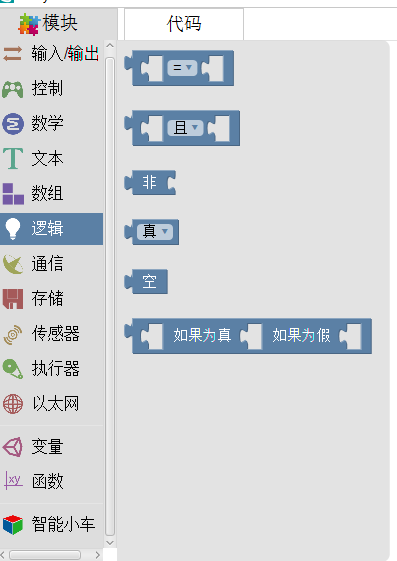 模块
代码
输入/输出
控制
数学
文本
数组
逻辑
通信
存储
传感器
执行器
以太网
变量
xy 函数
智能小车
=
且
非
真
空
如果为真 如果为假